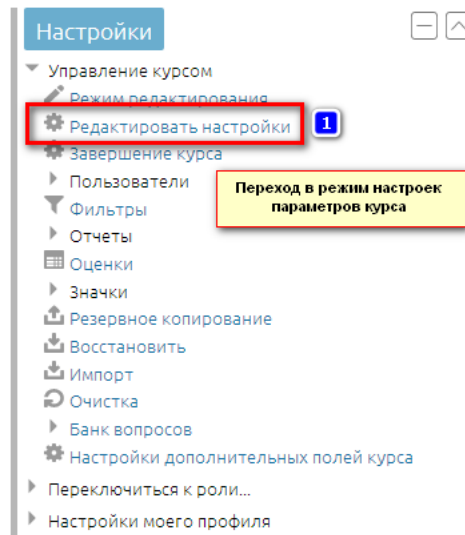 Настройки
Управление курсом
Режим редактирования
Редактировать настройки 1
Завершение курса
Пользователи
Переход в режим настроек
параметров курса
Фильтры
Отчеты
Оценки
Значки
Резервное копирование
Восстановить
Импорт
Очистка
Банк вопросов
Настройки дополнительных полей курса
Переключиться к роли...
Настройки моего профиля